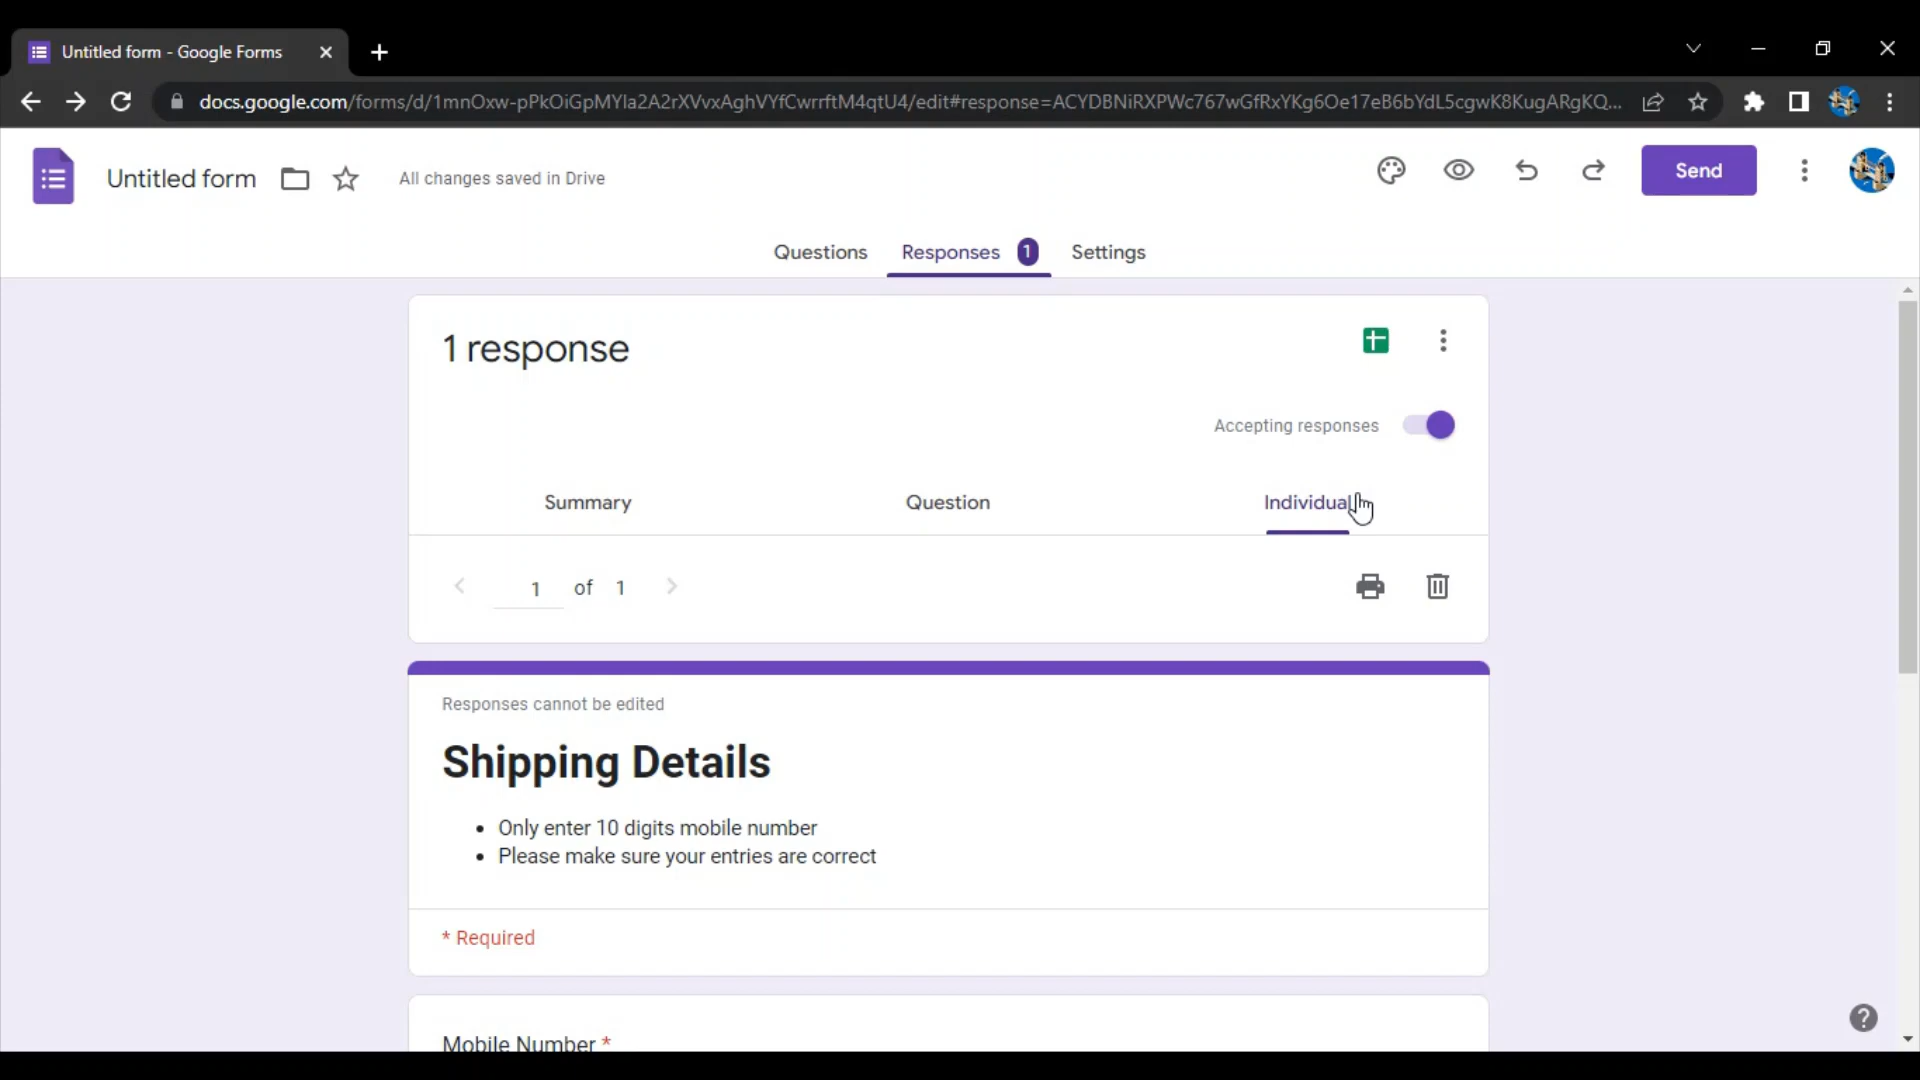 Untitled form - Google Forms
docs.google.com/forms/d/1mnOxw-pPkOiGpMYIa2A2rXVvxAghVYfCwrrftM4qtU4/edit#response=ACYDBNiRXPWc767wGfRxYKg6Oe17eB6bYdL5cgwK8KugARgKQ...
Untitled form
All changes saved in Drive
Send
Questions Responses 1 Settings
1 response
Accepting responses
Summary Question Individual
1 of 1
Responses cannot be edited
Shipping Details
• Only enter 10 digits mobile number
• Please make sure your entries are correct
* Required
Mobile Number *